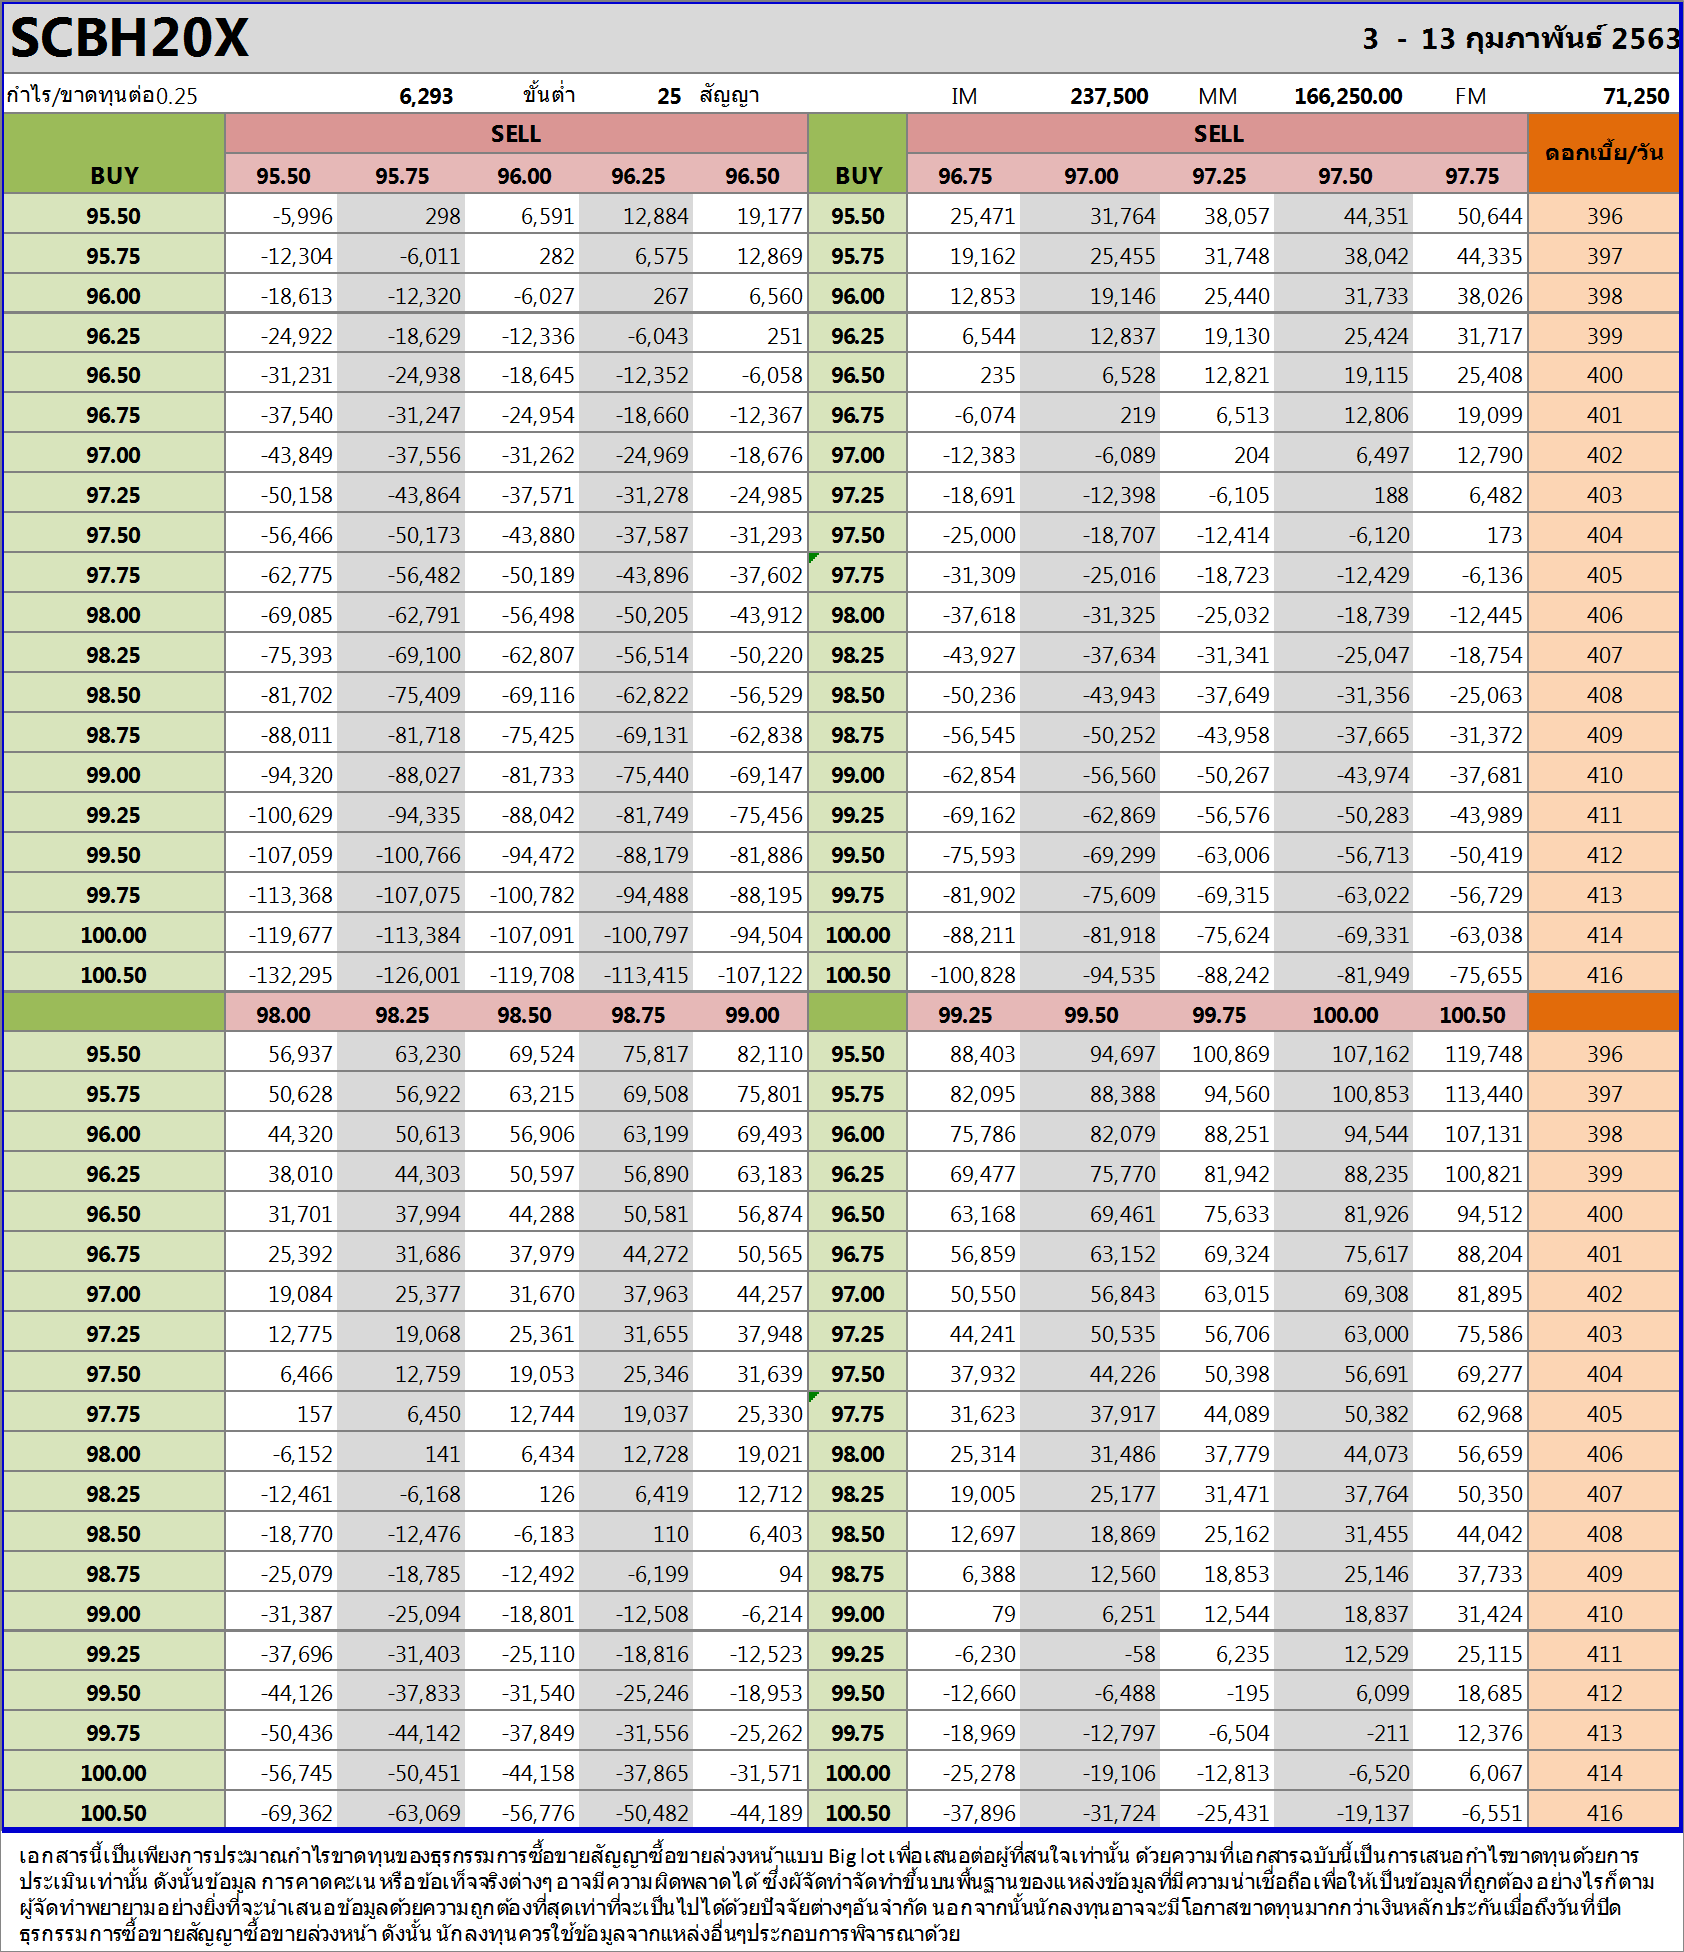 SCBH20X 3 - 13 กุมภาพันธ์ 2563
กำไร/ขาดทุนต่อ0.25 6,293 ขั้นต่ำ 25 สัญญา IM 237,500 MM 166,250.00 FM 71,250
BUY SELL BUY SELL ดอกเบี้ย/วัน
95.50 95.75 96.00 96.25 96.50 96.75 97.00 97.25 97.50 97.75
95.50 -5,996 298 6,591 12,884 19,177 95.50 25,471 31,764 38,057 44,351 50,644 396
95.75 -12,304 -6,011 282 6,575 12,869 95.75 19,162 25,455 31,748 38,042 44,335 397
96.00 -18,613 -12,320 -6,027 267 6,560 96.00 12,853 19,146 25,440 31,733 38,026 398
96.25 -24,922 -18,629 -12,336 -6,043 251 96.25 6,544 12,837 19,130 25,424 31,717 399
96.50 -31,231 -24,938 -18,645 -12,352 -6,058 96.50 235 6,528 12,821 19,115 25,408 400
96.75 -37,540 -31,247 -24,954 -18,660 -12,367 96.75 -6,074 219 6,513 12,806 19,099 401
97.00 -43,849 -37,556 -31,262 -24,969 -18,676 97.00 -12,383 -6,089 204 6,497 12,790 402
97.25 -50,158 -43,864 -37,571 -31,278 -24,985 97.25 -18,691 -12,398 -6,105 188 6,482 403
97.50 -56,466 -50,173 -43,880 -37,587 -31,293 97.50 -25,000 -18,707 -12,414 -6,120 173 404
97.75 -62,775 -56,482 -50,189 -43,896 -37,602 97.75 -31,309 -25,016 -18,723 -12,429 -6,136 405
98.00 -69,085 -62,791 -56,498 -50,205 -43,912 98.00 -37,618 -31,325 -25,032 -18,739 -12,445 406
98.25 -75,393 -69,100 -62,807 -56,514 -50,220 98.25 -43,927 -37,634 -31,341 -25,047 -18,754 407
98.50 -81,702 -75,409 -69,116 -62,822 -56,529 98.50 -50,236 -43,943 -37,649 -31,356 -25,063 408
98.75 -88,011 -81,718 -75,425 -69,131 -62,838 98.75 -56,545 -50,252 -43,958 -37,665 -31,372 409
99.00 -94,320 -88,027 -81,733 -75,440 -69,147 99.00 -62,854 -56,560 -50,267 -43,974 -37,681 410
99.25 -100,629 -94,335 -88,042 -81,749 -75,456 99.25 -69,162 -62,869 -56,576 -50,283 -43,989 411
99.50 -107,059 -100,766 -94,472 -88,179 -81,886 99.50 -75,593 -69,299 -63,006 -56,713 -50,419 412
99.75 -113,368 -107,075 -100,782 -94,488 -88,195 99.75 -81,902 -75,609 -69,315 -63,022 -56,729 413
100.00 -119,677 -113,384 -107,091 -100,797 -94,504 100.00 -88,211 -81,918 -75,624 -69,331 -63,038 414
100.50 -132,295 -126,001 -119,708 -113,415 -107,122 100.50 -100,828 -94,535 -88,242 -81,949 -75,655 416
98.00 98.25 98.50 98.75 99.00 99.25 99.50 99.75 100.00 100.50
95.50 56,937 63,230 69,524 75,817 82,110 95.50 88,403 94,697 100,869 107,162 119,748 396
95.75 50,628 56,922 63,215 69,508 75,801 95.75 82,095 88,388 94,560 100,853 113,440 397
96.00 44,320 50,613 56,906 63,199 69,493 96.00 75,786 82,079 88,251 94,544 107,131 398
96.25 38,010 44,303 50,597 56,890 63,183 96.25 69,477 75,770 81,942 88,235 100,821 399
96.50 31,701 37,994 44,288 50,581 56,874 96.50 63,168 69,461 75,633 81,926 94,512 400
96.75 25,392 31,686 37,979 44,272 50,565 96.75 56,859 63,152 69,324 75,617 88,204 401
97.00 19,084 25,377 31,670 37,963 44,257 97.00 50,550 56,843 63,015 69,308 81,895 402
97.25 12,775 19,068 25,361 31,655 37,948 97.25 44,241 50,535 56,706 63,000 75,586 403
97.50 6,466 12,759 19,053 25,346 31,639 97.50 37,932 44,226 50,398 56,691 69,277 404
97.75 157 6,450 12,744 19,037 25,330 97.75 31,623 37,917 44,089 50,382 62,968 405
98.00 -6,152 141 6,434 12,728 19,021 98.00 25,314 31,486 37,779 44,073 56,659 406
98.25 -12,461 -6,168 126 6,419 12,712 98.25 19,005 25,177 31,471 37,764 50,350 407
98.50 -18,770 -12,476 -6,183 110 6,403 98.50 12,697 18,869 25,162 31,455 44,042 408
98.75 -25,079 -18,785 -12,492 -6,199 94 98.75 6,388 12,560 18,853 25,146 37,733 409
99.00 -31,387 -25,094 -18,801 -12,508 -6,214 99.00 79 6,251 12,544 18,837 31,424 410
99.25 -37,696 -31,403 -25,110 -18,816 -12,523 99.25 -6,230 -58 6,235 12,529 25,115 411
99.50 -44,126 -37,833 -31,540 -25,246 -18,953 99.50 -12,660 -6,488 -195 6,099 18,685 412
99.75 -50,436 -44,142 -37,849 -31,556 -25,262 99.75 -18,969 -12,797 -6,504 -211 12,376 413
100.00 -56,745 -50,451 -44,158 -37,865 -31,571 100.00 -25,278 -19,106 -12,813 -6,520 6,067 414
100.50 -69,362 -63,069 -56,776 -50,482 -44,189 100.50 -37,896 -31,724 -25,431 -19,137 -6,551 416
เอกสารนี้เป็นเพียงการประมาณกำไรขาดทุนของธุรกรรมการซื้อขายสัญญาซื้อขายล่วงหน้าแบบ Big lot เพื่อเสนอต่อผู้ที่สนใจเท่านั้น ด้วยความที่เอกสารฉบับนี้เป็นการเสนอกำไรขาดทุนด้วยการ
ประเมินเท่านั้น ดังนั้นข้อมูล การคาดคะเน หรือข้อเท็จจริงต่างๆ อาจมีความผิดพลาดได้ ซึ่งผู้จัดทำจัดทำขึ้นบนพื้นฐานของแหล่งข้อมูลที่มีความน่าเชื่อถือเพื่อให้เป็นข้อมูลที่ถูกต้อง อย่างไรก็ตาม
ผู้จัดทำพยายามอย่างยิ่งที่จะนำเสนอข้อมูลด้วยความถูกต้องที่สุดเท่าที่จะเป็นไปได้ด้วยปัจจัยต่างๆอันจำกัด นอกจากนั้นนักลงทุนอาจจะมีโอกาสขาดทุนมากกว่าเงินหลักประกันเมื่อถึงวันที่ปิด
ธุรกรรมการซื้อขายสัญญาซื้อขายล่วงหน้า ดังนั้น นักลงทุนควรใช้ข้อมูลจากแหล่งอื่นๆประกอบการพิจารณาด้วย